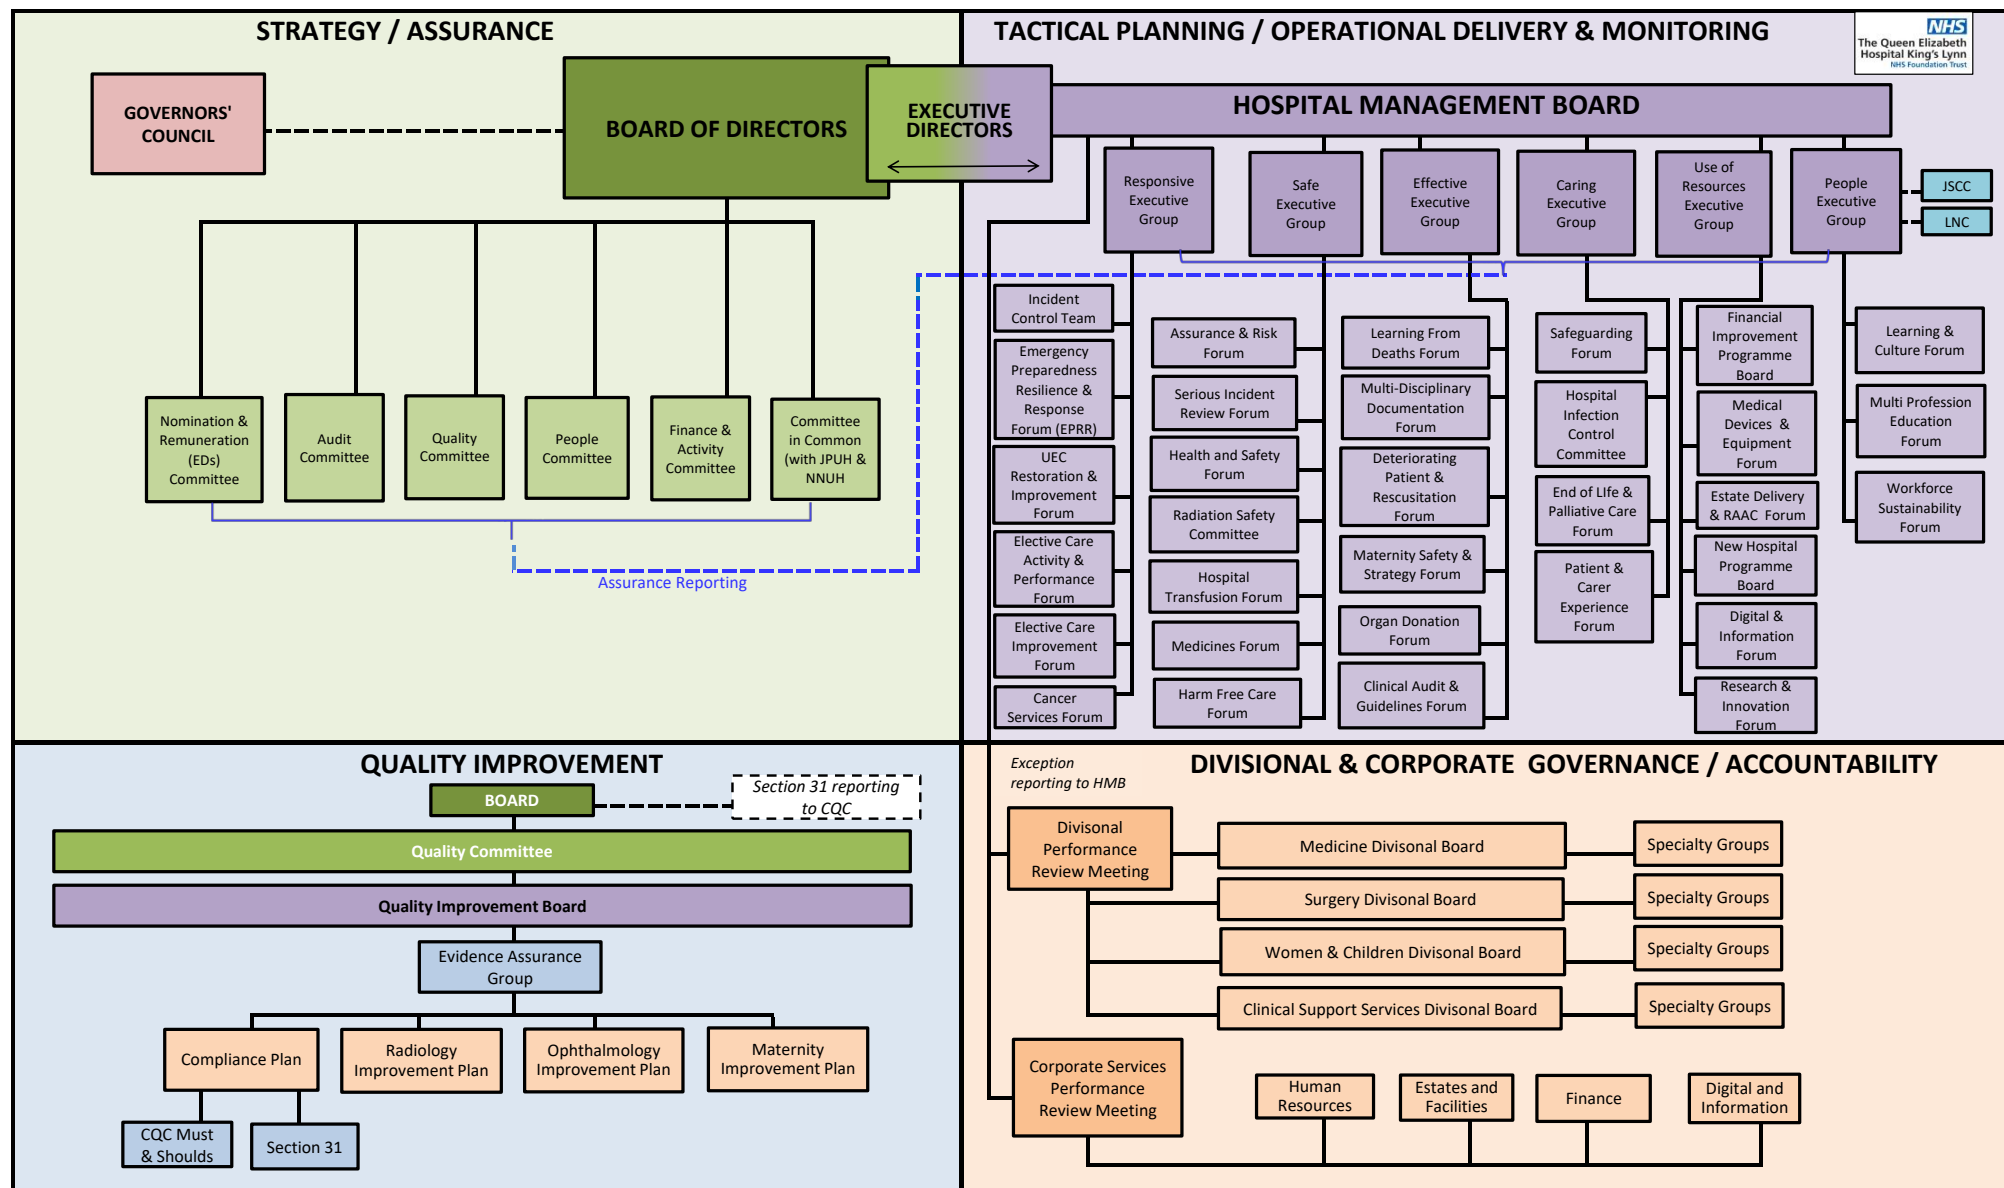 STRATEGY / ASSURANCE
GOVERNORS'
COUNCIL
BOARD OF DIRECTORS
EXECUTIVE
DIRECTORS
Nomination &
Remuneration
(EDs)
Committee
Audit
Committee
Quality
Committee
People
Committee
Finance &
Activity
Committee
Committee
in Common
(with JPUH &
NNUH
Assurance Reporting
TACTICAL PLANNING / OPERATIONAL DELIVERY & MONITORING
NHS
The Queen Elizabeth
Hospital King's Lynn
NHS Foundation Trust
HOSPITAL MANAGEMENT BOARD
Responsive
Executive
Group
Safe
Executive
Group
Effective
Executive
Group
Caring
Executive
Group
Use of
Resources
Executive
Group
People
Executive
Group
JSCC
LNC
Incident
Control Team
Emergency
Preparedness
Resilience &
Response
Forum (EPRR)
UEC
Restoration &
Improvement
Forum
Elective Care
Activity &
Performance
Forum
Elective Care
Improvement
Forum
Cancer
Services Forum
Assurance & Risk
Forum
Serious Incident
Review Forum
Health and Safety
Forum
Radiation Safety
Committee
Hospital
Transfusion Forum
Medicines Forum
Harm Free Care
Forum
Learning From
Deaths Forum
Multi-Disciplinary
Documentation
Forum
Deteriorating
Patient &
Rescusitation
Forum
Maternity Safety &
Strategy Forum
Organ Donation
Forum
Clinical Audit &
Guidelines Forum
Safeguarding
Forum
Hospital
Infection
Control
Committee
End of LIfe &
Palliative Care
Forum
Patient &
Carer
Experience
Forum
Financial
Improvement
Programme
Board
Medical
Devices &
Equipment
Forum
Estate Delivery
& RAAC Forum
New Hospital
Programme
Board
Digital &
Information
Forum
Research &
Innovation
Forum
Learning &
Culture Forum
Multi Profession
Education
Forum
Workforce
Sustainability
Forum
QUALITY IMPROVEMENT
BOARD
Section 31 reporting
to CQC
Quality Committee
Quality Improvement Board
Evidence Assurance
Group
Compliance Plan
Radiology
Improvement Plan
Ophthalmology
Improvement Plan
Maternity
Improvement Plan
CQC Must
& Shoulds
Section 31
Exception
reporting to HMB
DIVISIONAL & CORPORATE GOVERNANCE / ACCOUNTABILITY
Divisonal
Performance
Review Meeting
Medicine Divisonal Board
Specialty Groups
Surgery Divisonal Board
Specialty Groups
Women & Children Divisonal Board
Specialty Groups
Clinical Support Services Divisonal Board
Specialty Groups
Corporate Services
Performance
Review Meeting
Human
Resources
Estates and
Facilities
Finance
Digital and
Information